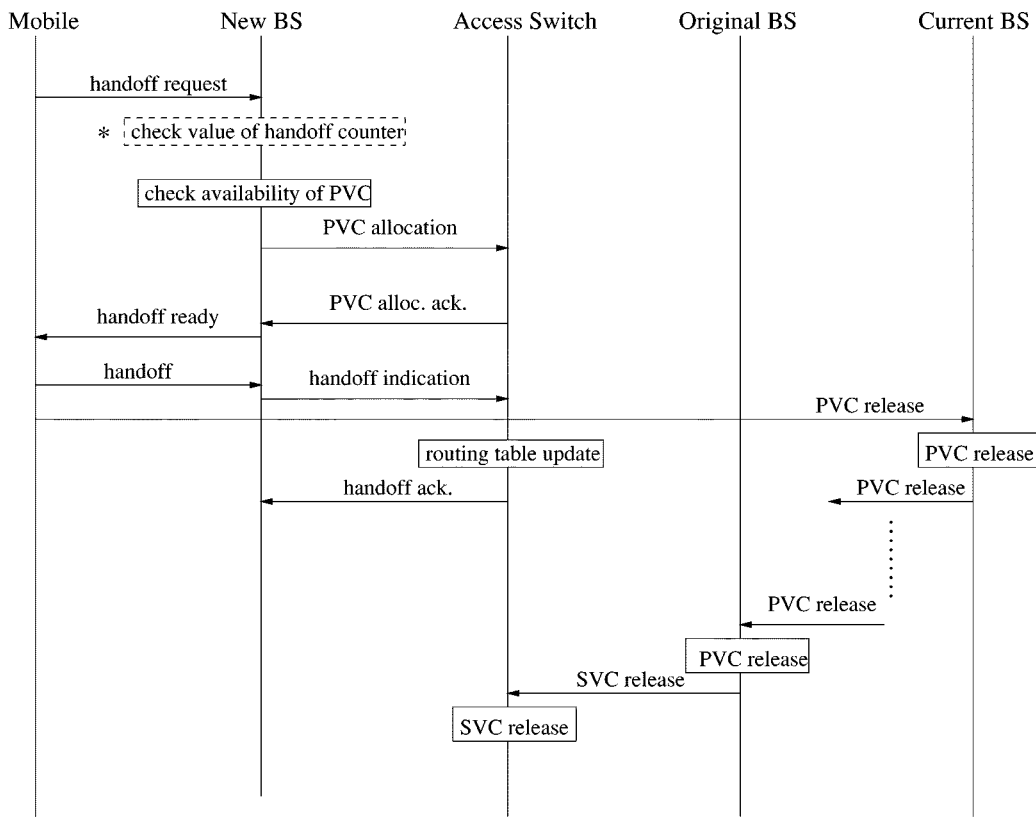 Mobile
New BS
Access Switch
Original BS
Current BS
handoff request
* check value of handoff counter
check availability of PVC
PVC allocation
PVC alloc. ack.
handoff ready
handoff
handoff indication
PVC release
routing table update
PVC release
handoff ack.
PVC release
PVC release
PVC release
SVC release
SVC release